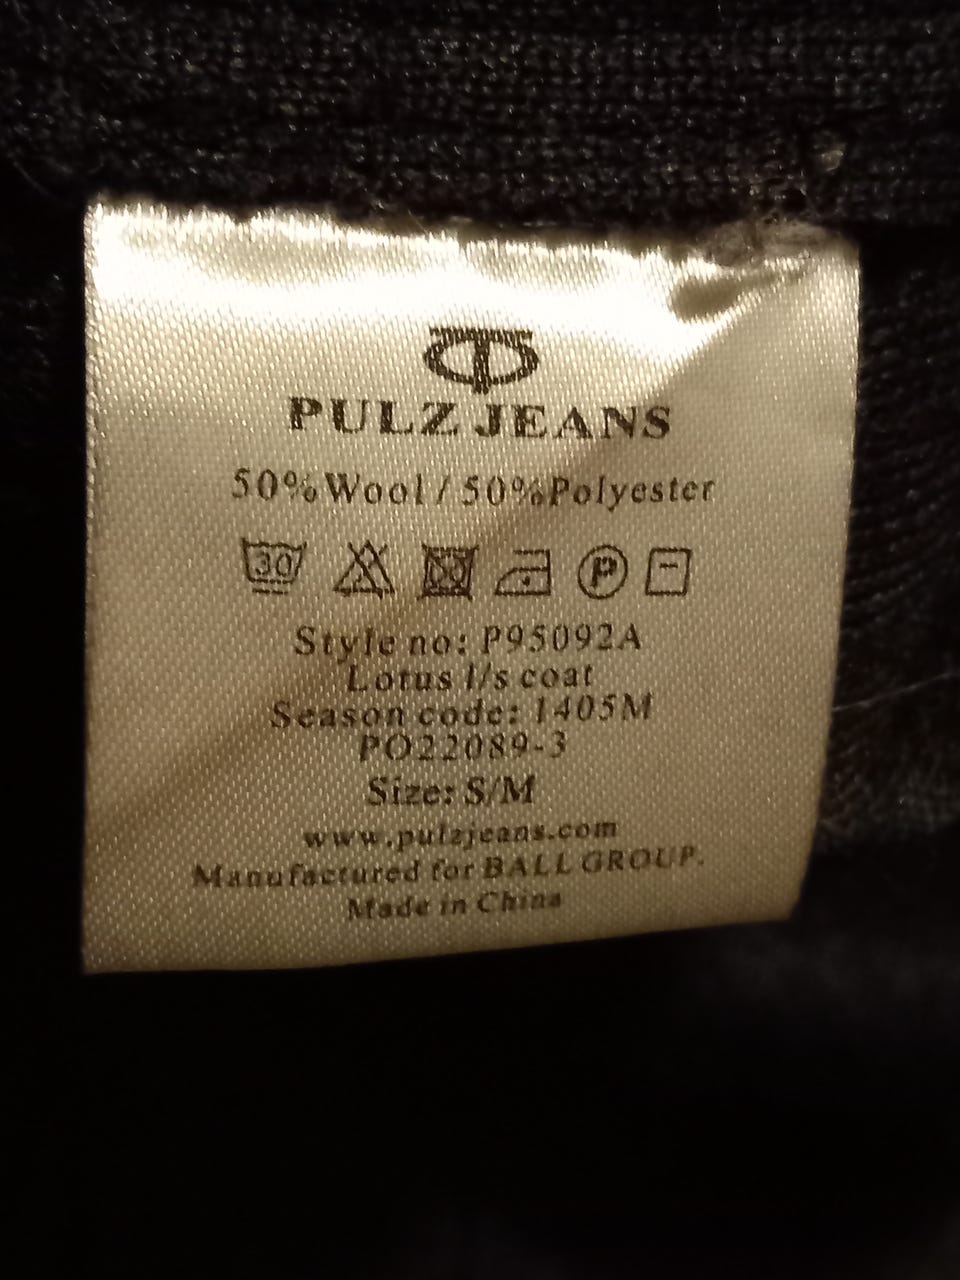 PULZ JEANS
50%Wool / 50%Polyester
30 P
Style no: P95092A
Lotus l/s coat
Season code: 1405M
PO22089-3
Size: S/M
www.pulzjeans.com
Manufactured for BALL GROUP.
Made in China